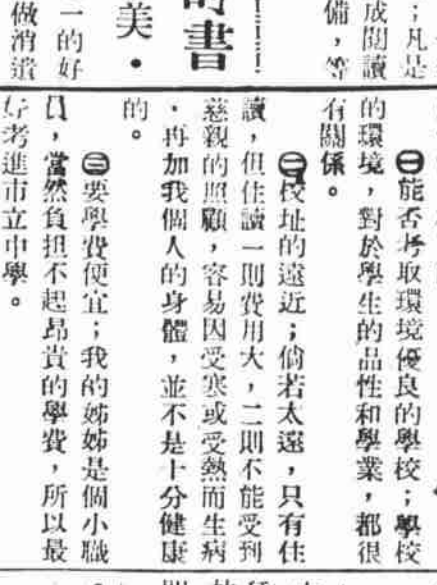 ；凡是
成閱讀
備，等
的書
美·
一的好
做消遣
㊀能否考取環境優良的學校；學校
的環境，對於學生的品性和學業，都很
有關係。
㊁校址的遠近；倘若太遠，只有住
讀，但住讀一則費用大，二則不能受到
慈親的照顧，容易因受寒或受熱而生病
，再加我個人的身體，並不是十分健康
的。
㊂要學費便宜；我的姊姊是個小職
員，當然負担不起昂貴的學費，所以最
好考進市立中學。